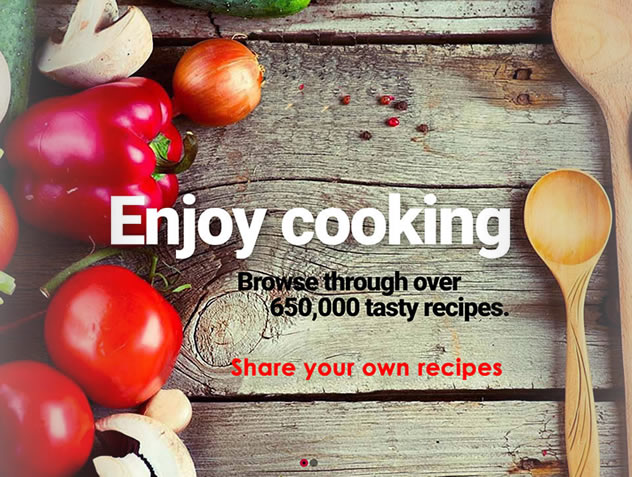 Enjoy cooking
Browse through over
650,000 tasty recipes.
Share your own recipes